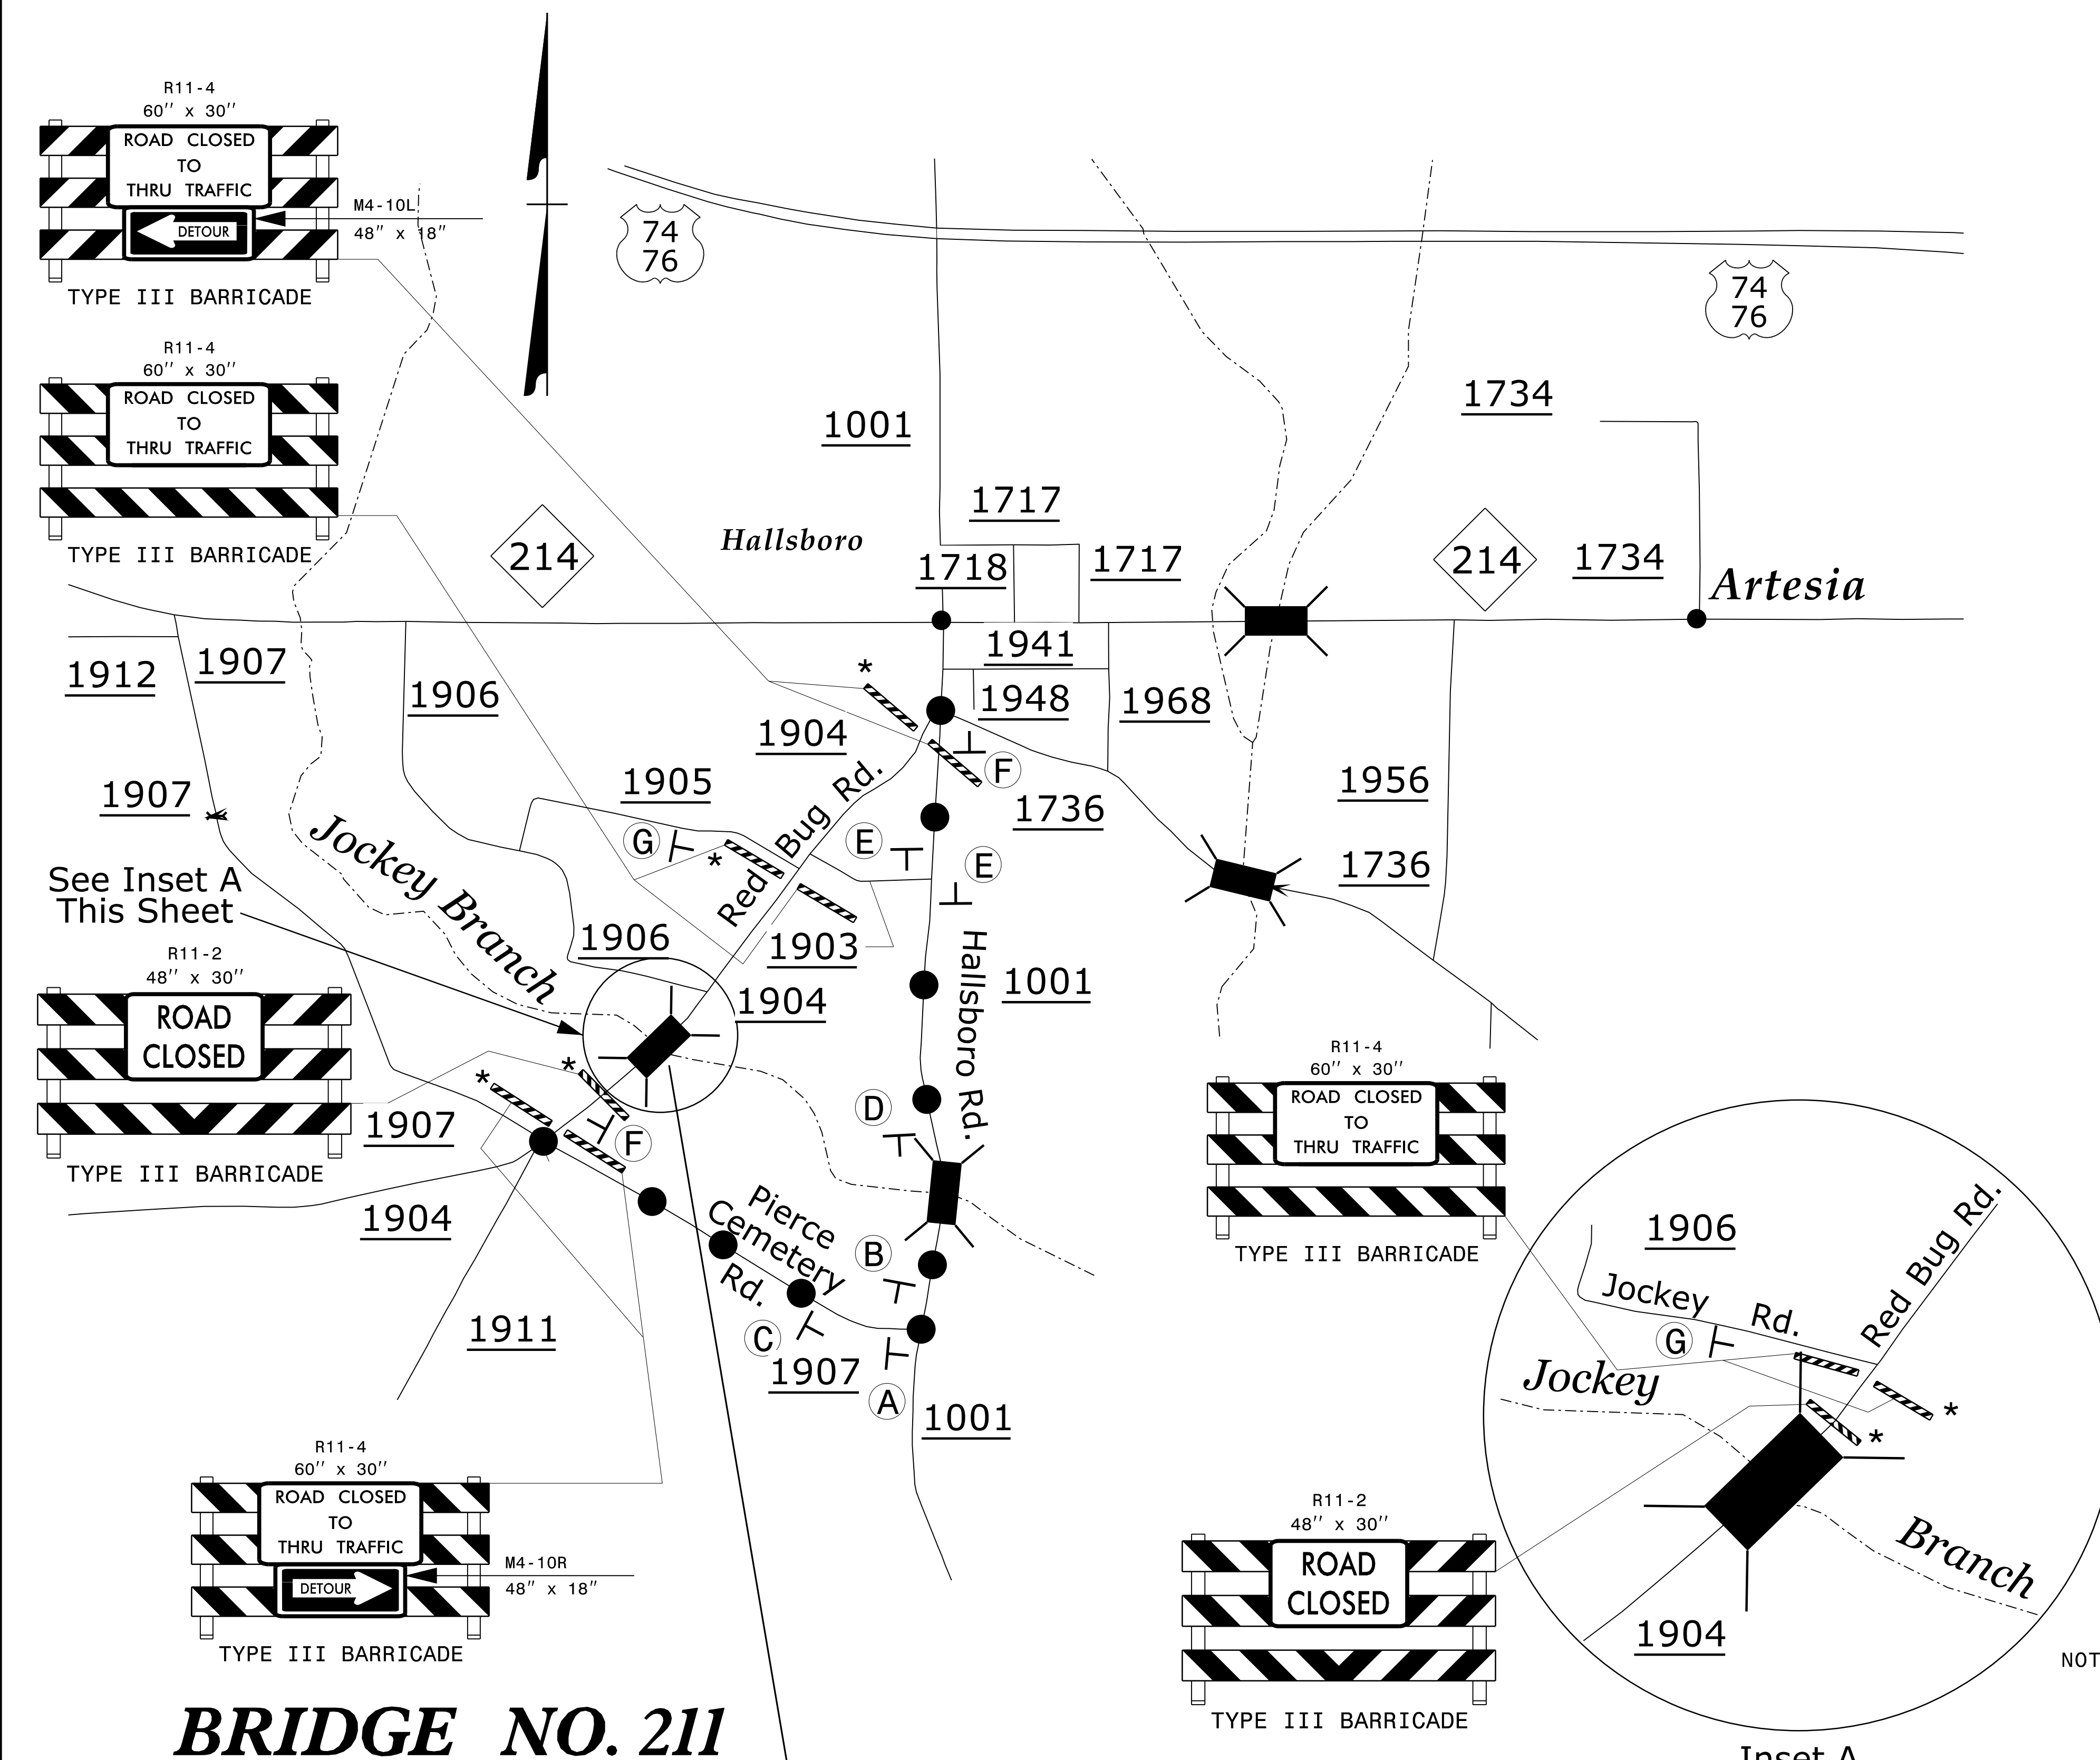 R11-4
60" x 30"
ROAD CLOSED
TO
THRU TRAFFIC
DETOUR
M4-10L
48" x 18"
TYPE III BARRICADE
R11-4
60" x 30"
ROAD CLOSED
TO
THRU TRAFFIC
TYPE III BARRICADE
74
76
74
76
1001
1734
1717
Hallsboro
214
1718
1717
214
1734
Artesia
1912
1907
1906
1941
1948
1968
*
1904
1905
F
1736
1956
1907
Jockey Branch
G
*
Red Bug Rd.
E
E
1736
See Inset A
This Sheet
1906
1903
1904
Hallsboro Rd.
1001
R11-2
48" x 30"
ROAD
CLOSED
TYPE III BARRICADE
*
*
1907
F
D
1904
Pierce
Cemetery
Rd.
B
C
1907
A
1001
1911
R11-4
60" x 30"
ROAD CLOSED
TO
THRU TRAFFIC
TYPE III BARRICADE
R11-4
60" x 30"
ROAD CLOSED
TO
THRU TRAFFIC
DETOUR
M4-10R
48" x 18"
TYPE III BARRICADE
1906
Jockey Rd.
Red Bug Rd.
G
Jockey
*
*
Branch
1904
R11-2
48" x 30"
ROAD
CLOSED
TYPE III BARRICADE
NOT
Inset A
BRIDGE NO. 211